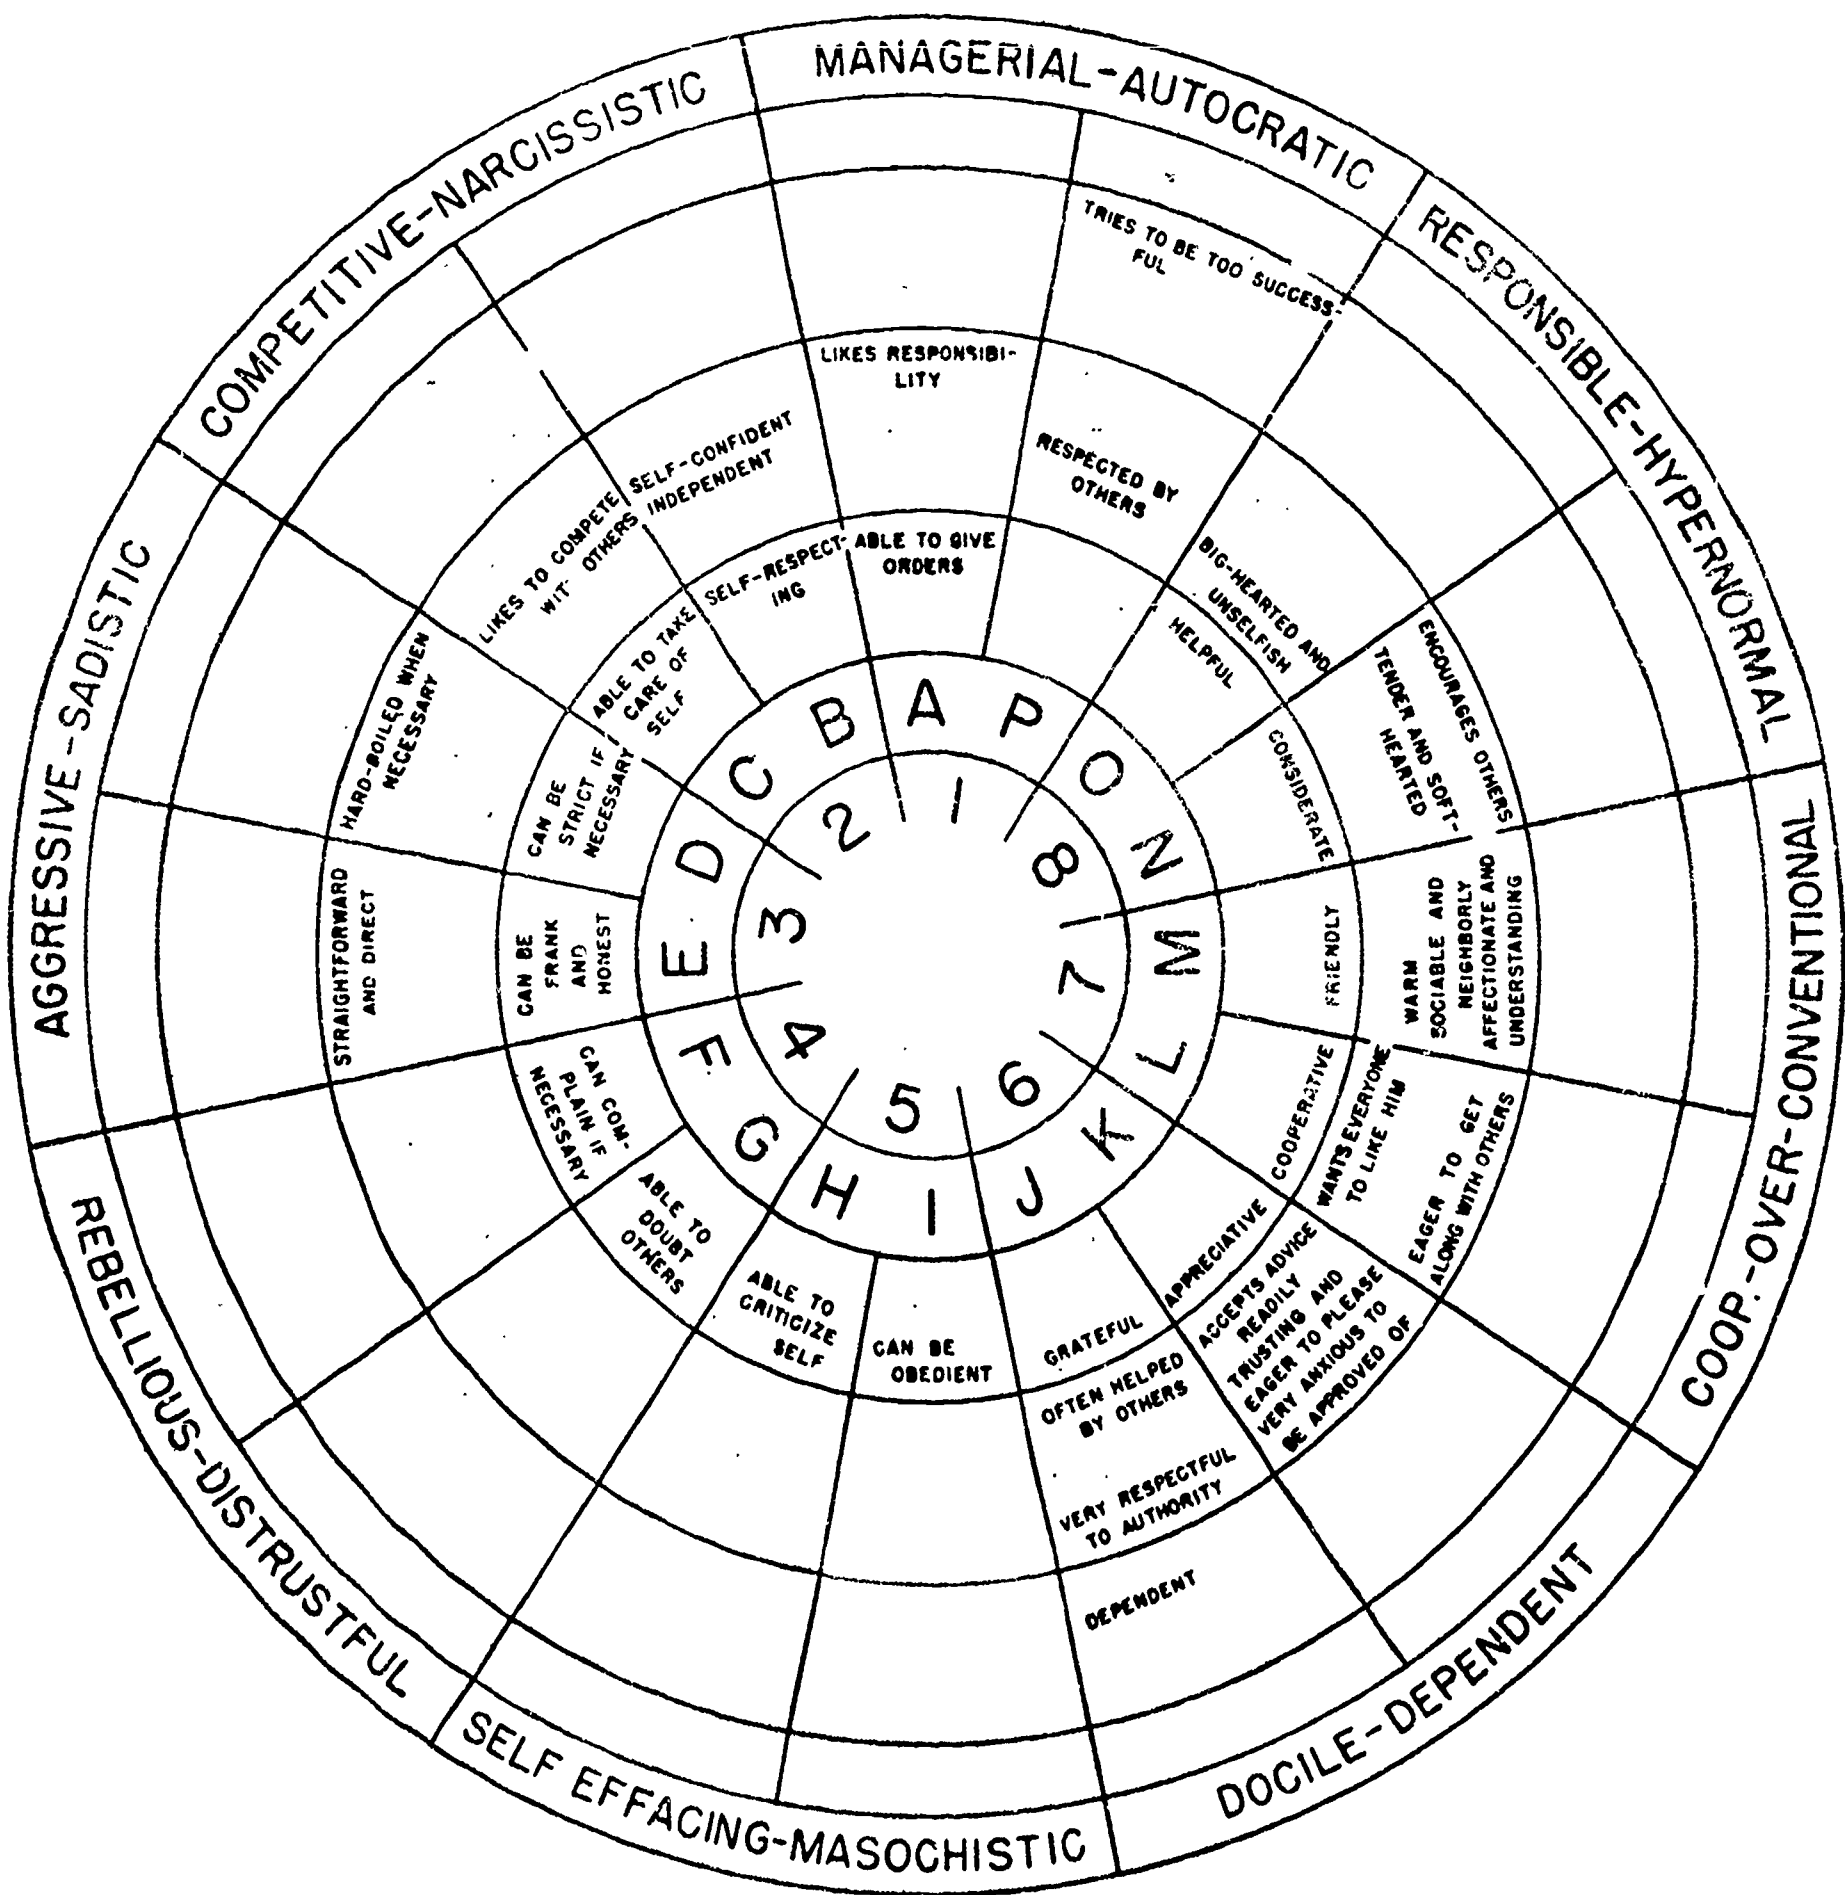 MANAGERIAL-AUTOCRATIC
RESPONSIBLE-HYPERNORMAL
COOP.-OVER-CONVENTIONAL
DOCILE-DEPENDENT
SELF EFFACING-MASOCHISTIC
REBELLIOUS-DISTRUSTFUL
AGGRESSIVE-SADISTIC
COMPETITIVE-NARCISSISTIC
TRIES TO BE TOO SUCCESS-
FUL
LIKES RESPONSIBI-
LITY
RESPECTED BY
OTHERS
ABLE TO GIVE
ORDERS
BIG-HEARTED AND
UNSELFISH
HELPFUL
ENCOURAGES OTHERS
TENDER AND SOFT-
HEARTED
CONSIDERATE
WARM
SOCIABLE AND
NEIGHBORLY
AFFECTIONATE AND
UNDERSTANDING
FRIENDLY
COOPERATIVE
WANTS EVERYONE
TO LIKE HIM
EAGER TO GET
ALONG WITH OTHERS
APPRECIATIVE
ACCEPTS ADVICE
READILY
TRUSTING AND
EAGER TO PLEASE
VERY ANXIOUS TO
BE APPROVED OF
GRATEFUL
OFTEN HELPED
BY OTHERS
VERY RESPECTFUL
TO AUTHORITY
DEPENDENT
CAN BE
OBEDIENT
ABLE TO
CRITICIZE
SELF
ABLE TO
DOUBT
OTHERS
CAN COM-
PLAIN IF
NECESSARY
STRAIGHTFORWARD
AND DIRECT
CAN BE
FRANK
AND
HONEST
HARD-BOILED WHEN
NECESSARY
CAN BE
STRICT IF
NECESSARY
LIKES TO COMPETE
WIT- OTHERS
ABLE TO TAKE
CARE OF
SELF
SELF-CONFIDENT
INDEPENDENT
SELF-RESPECT-
ING
A
P
O
N
M
L
K
J
I
H
G
F
E
D
C
B
1
8
7
6
5
4
3
2